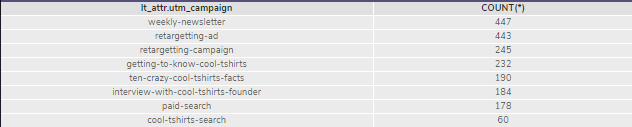 lt_attr.utm_campaign COUNT(*)
weekly-newsletter 447
retargetting-ad 443
retargetting-campaign 245
getting-to-know-cool-tshirts 232
ten-crazy-cool-tshirts-facts 190
interview-with-cool-tshirts-founder 184
paid-search 178
cool-tshirts-search 60